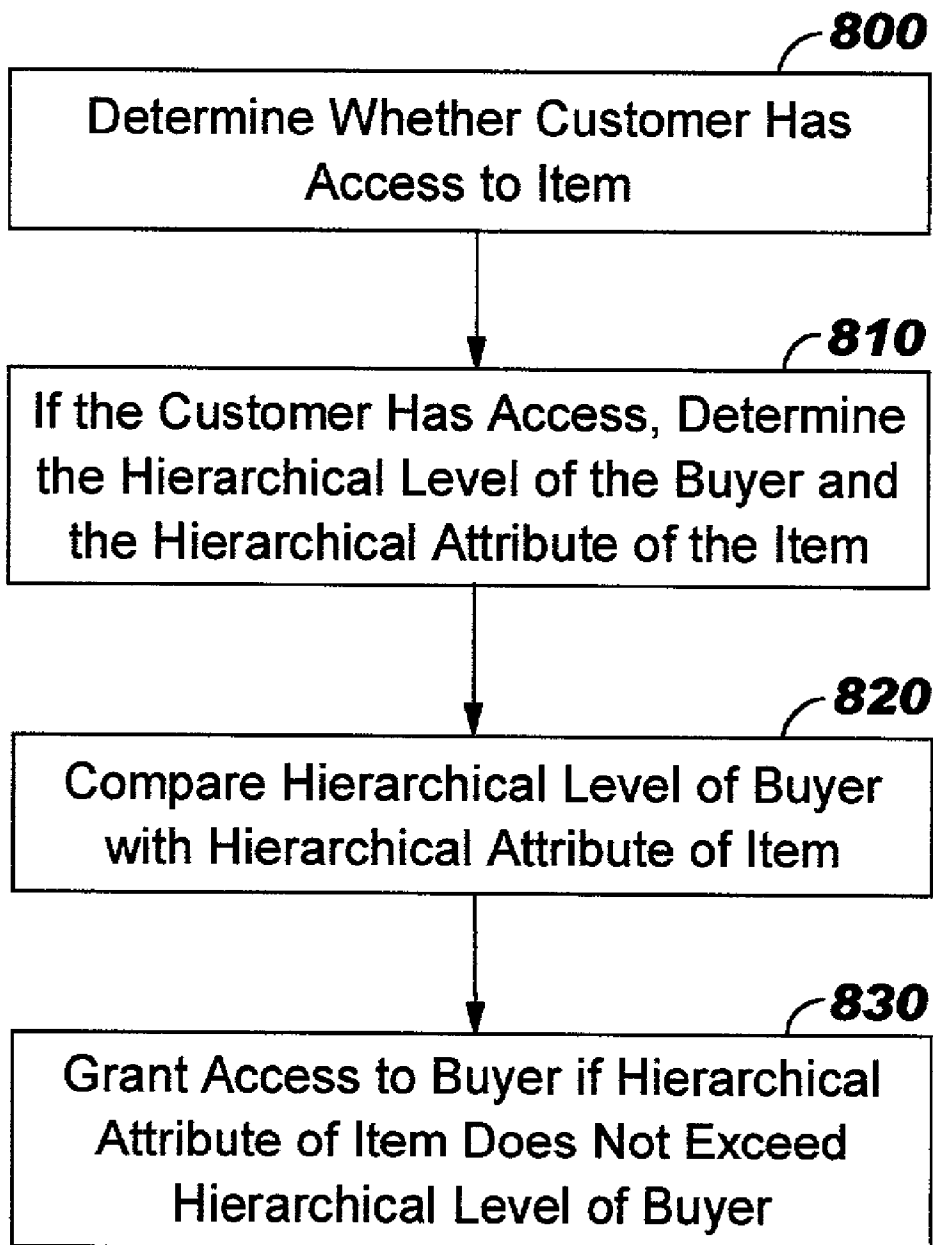 800
Determine Whether Customer Has
Access to Item
810
If the Customer Has Access, Determine
the Hierarchical Level of the Buyer and
the Hierarchical Attribute of the Item
820
Compare Hierarchical Level of Buyer
with Hierarchical Attribute of Item
830
Grant Access to Buyer if Hierarchical
Attribute of Item Does Not Exceed
Hierarchical Level of Buyer